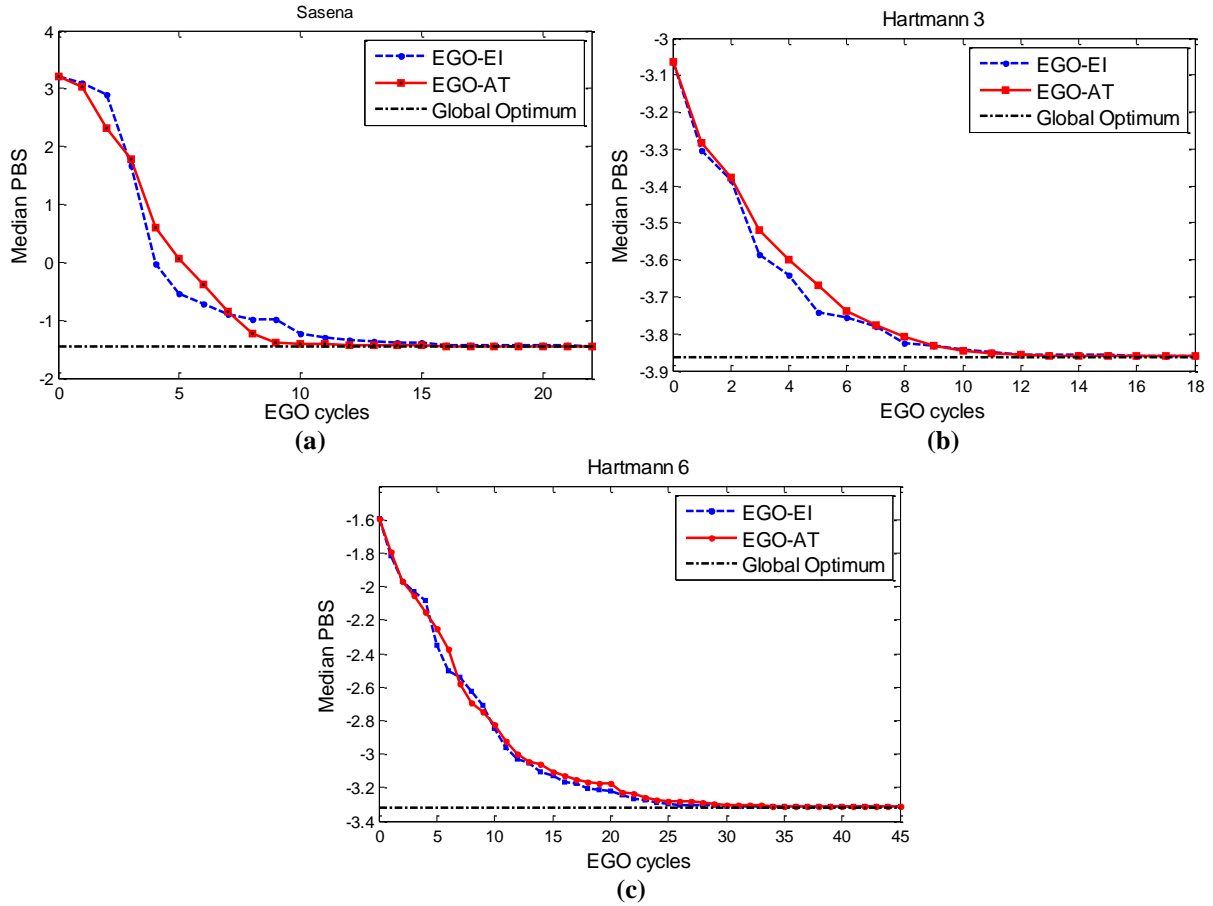 Sasena
4
3
2
1
0
-1
-2
Median PBS
0
5
10
15
20
EGO cycles
EGO-EI
EGO-AT
Global Optimum
(a)
Hartmann 3
-3
-3.1
-3.2
-3.3
-3.4
-3.5
-3.6
-3.7
-3.8
-3.9
Median PBS
0
2
4
6
8
10
12
14
16
18
EGO cycles
EGO-EI
EGO-AT
Global Optimum
(b)
Hartmann 6
-1.6
-1.8
-2
-2.2
-2.4
-2.6
-2.8
-3
-3.2
-3.4
Median PBS
0
5
10
15
20
25
30
35
40
45
EGO cycles
EGO-EI
EGO-AT
Global Optimum
(c)